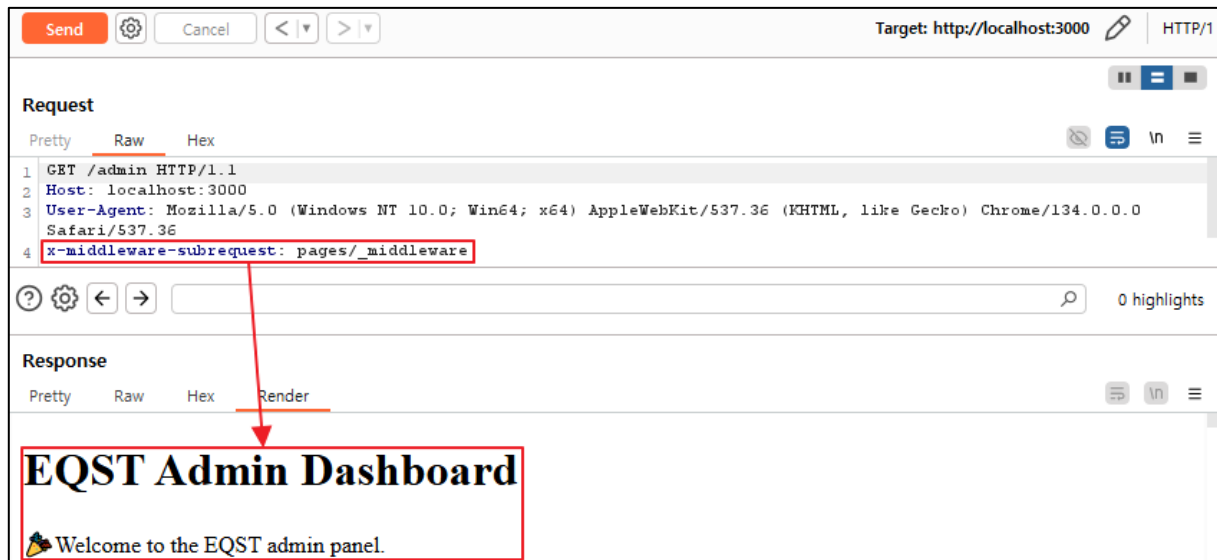 Send Cancel < > Target: http://localhost:3000 HTTP/1
Request
Pretty Raw Hex \n
1 GET /admin HTTP/1.1
2 Host: localhost:3000
3 User-Agent: Mozilla/5.0 (Windows NT 10.0; Win64; x64) AppleWebKit/537.36 (KHTML, like Gecko) Chrome/134.0.0.0
Safari/537.36
4 x-middleware-subrequest: pages/_middleware
0 highlights
Response
Pretty Raw Hex Render \n
EQST Admin Dashboard
🎉Welcome to the EQST admin panel.